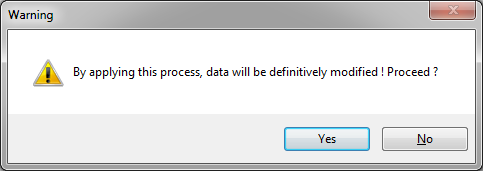 Warning
By applying this process, data will be definitively modified ! Proceed ?
Yes
No